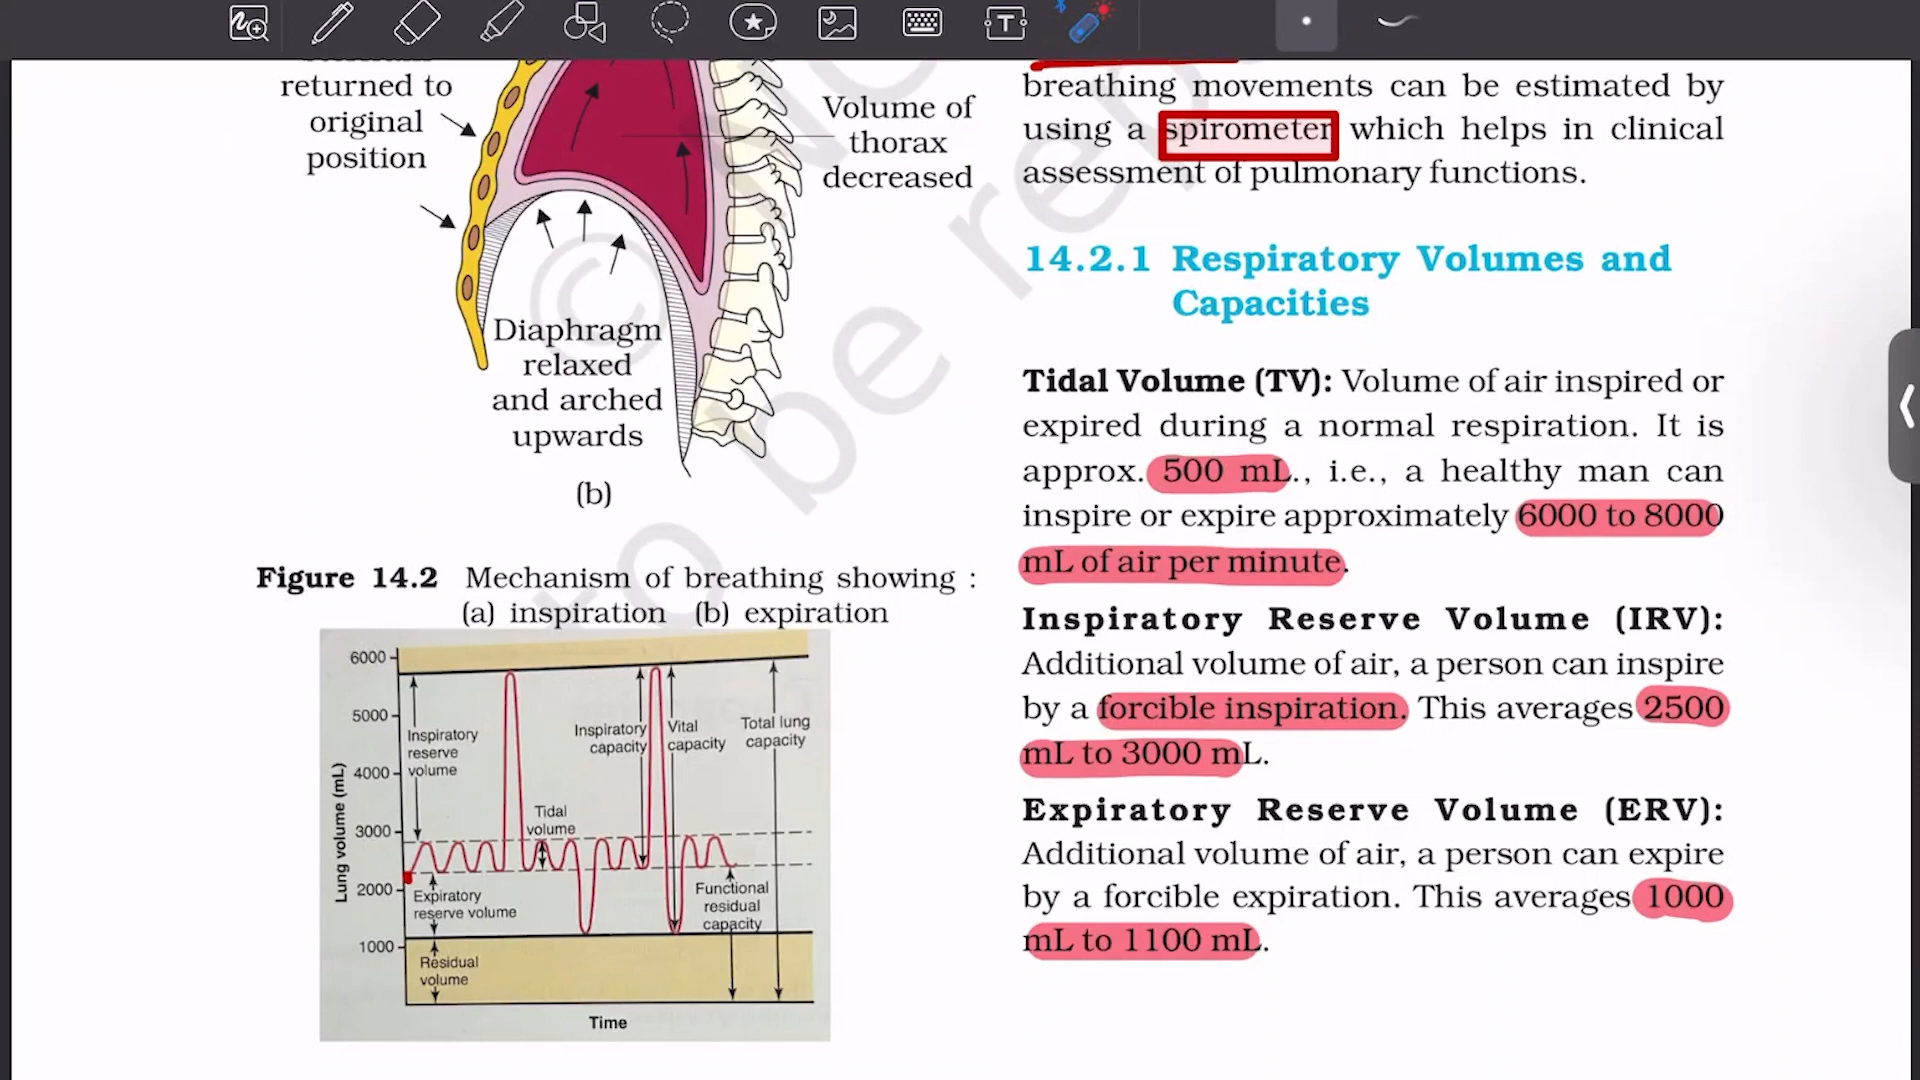 returned to
original
position
Volume of
thorax
decreased
Diaphragm
relaxed
and arched
upwards
(b)
Figure 14.2 Mechanism of breathing showing :
(a) inspiration (b) expiration
6000
5000
4000
3000
2000
1000
Lung volume (mL)
Inspiratory
reserve
volume
Tidal
volume
Inspiratory
capacity
Vital
capacity
Total lung
capacity
Expiratory
reserve volume
Functional
residual
capacity
Residual
volume
Time
breathing movements can be estimated by
using a spirometer which helps in clinical
assessment of pulmonary functions.
14.2.1 Respiratory Volumes and
Capacities
Tidal Volume (TV): Volume of air inspired or
expired during a normal respiration. It is
approx. 500 mL., i.e., a healthy man can
inspire or expire approximately 6000 to 8000
mL of air per minute.
Inspiratory Reserve Volume (IRV):
Additional volume of air, a person can inspire
by a forcible inspiration. This averages 2500
mL to 3000 mL.
Expiratory Reserve Volume (ERV):
Additional volume of air, a person can expire
by a forcible expiration. This averages 1000
mL to 1100 mL.
© 
to be rep